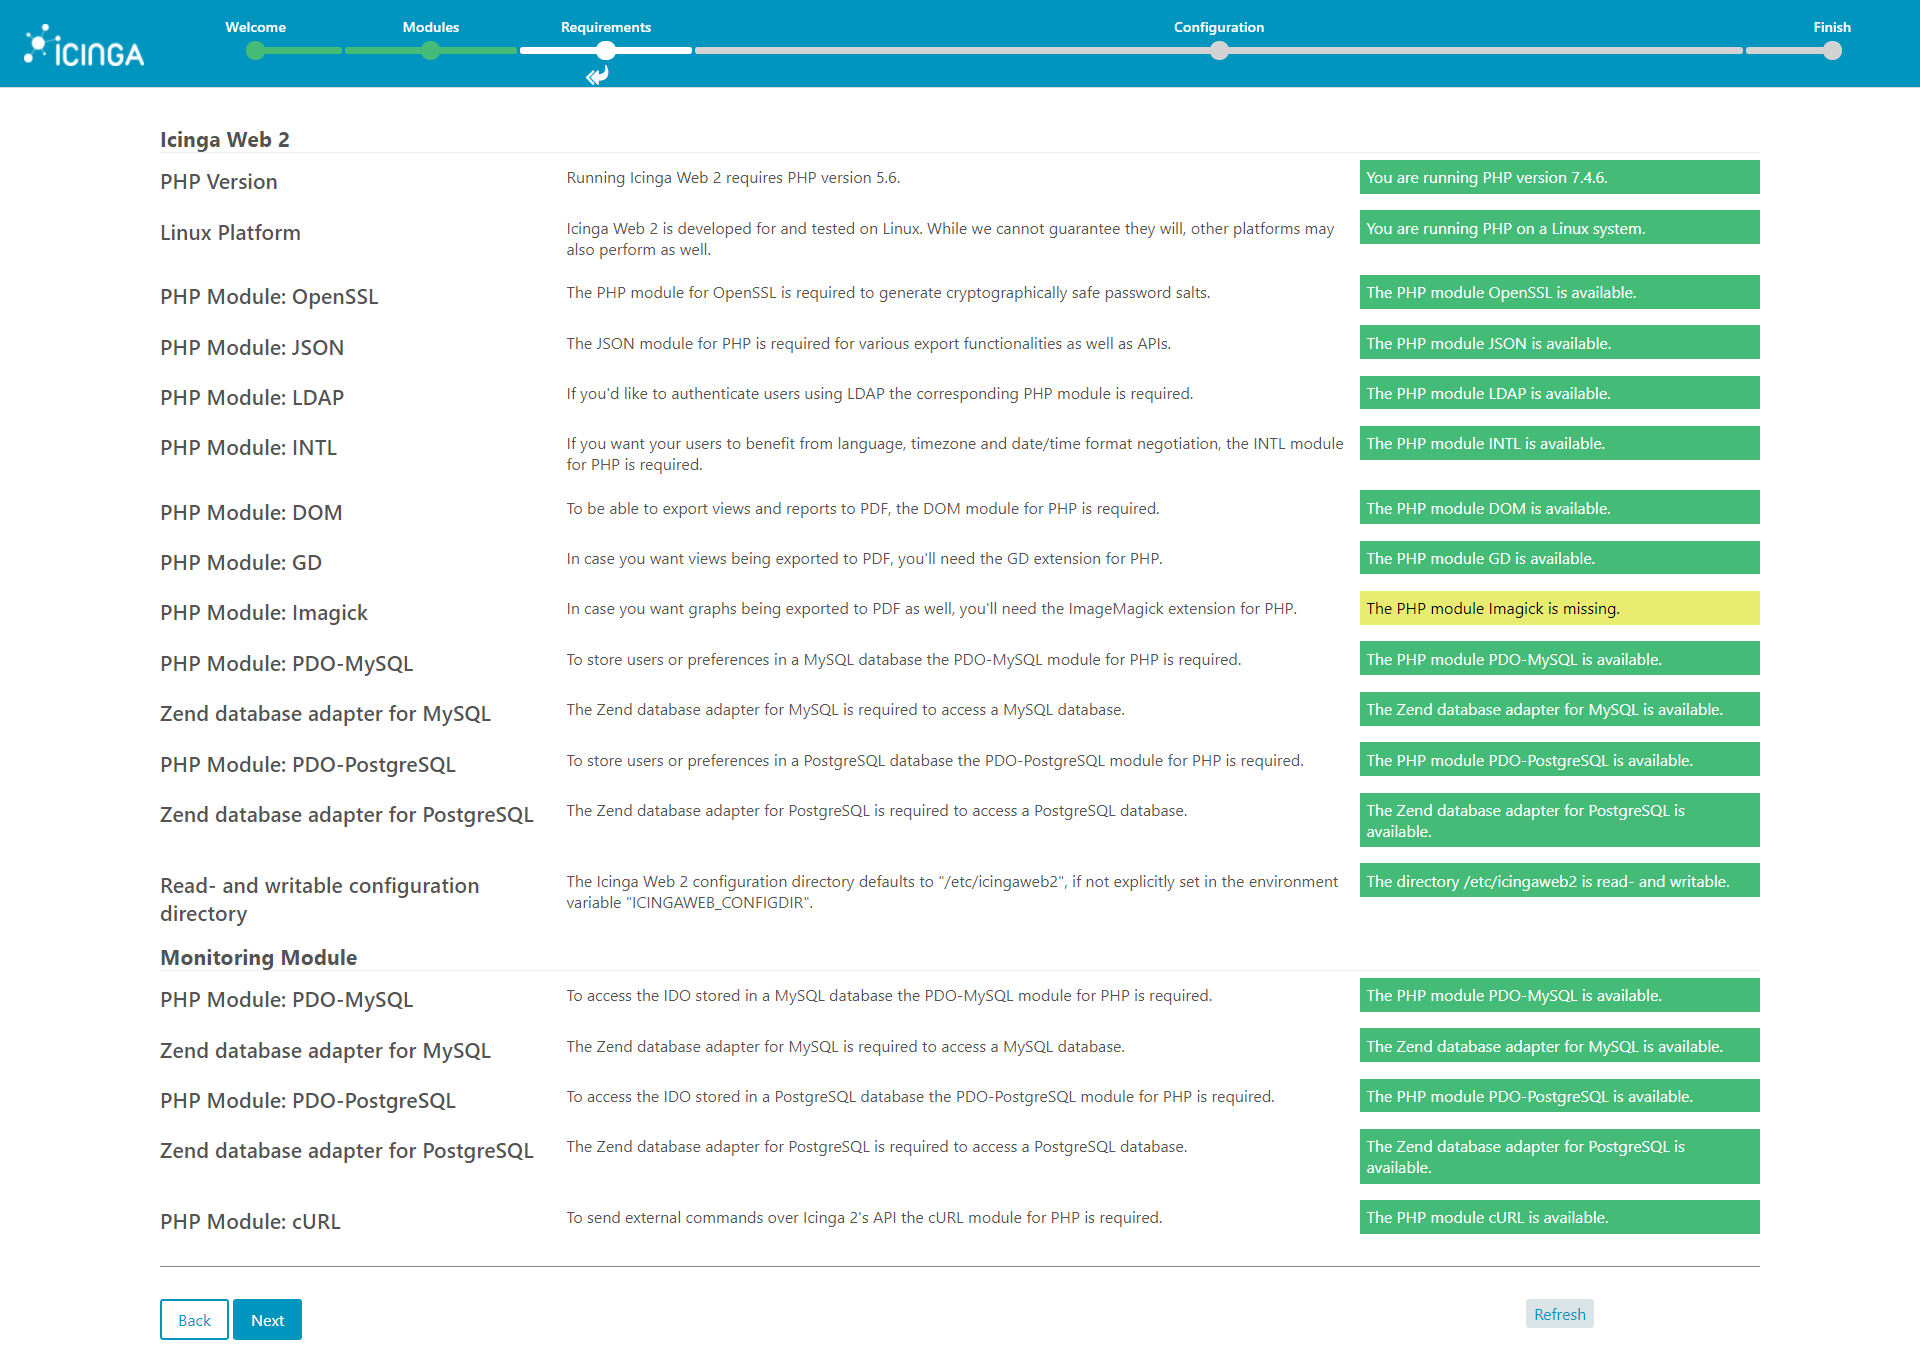 ICINGA
Welcome
Modules
Requirements
Configuration
Finish
Icinga Web 2
PHP Version
Running Icinga Web 2 requires PHP version 5.6.
You are running PHP version 7.4.6.
Linux Platform
Icinga Web 2 is developed for and tested on Linux. While we cannot guarantee they will, other platforms may
also perform as well.
You are running PHP on a Linux system.
PHP Module: OpenSSL
The PHP module for OpenSSL is required to generate cryptographically safe password salts.
The PHP module OpenSSL is available.
PHP Module: JSON
The JSON module for PHP is required for various export functionalities as well as APIs.
The PHP module JSON is available.
PHP Module: LDAP
If you'd like to authenticate users using LDAP the corresponding PHP module is required.
The PHP module LDAP is available.
PHP Module: INTL
If you want your users to benefit from language, timezone and date/time format negotiation, the INTL module
for PHP is required.
The PHP module INTL is available.
PHP Module: DOM
To be able to export views and reports to PDF, the DOM module for PHP is required.
The PHP module DOM is available.
PHP Module: GD
In case you want views being exported to PDF, you'll need the GD extension for PHP.
The PHP module GD is available.
PHP Module: Imagick
In case you want graphs being exported to PDF as well, you'll need the ImageMagick extension for PHP.
The PHP module Imagick is missing.
PHP Module: PDO-MySQL
To store users or preferences in a MySQL database the PDO-MySQL module for PHP is required.
The PHP module PDO-MySQL is available.
Zend database adapter for MySQL
The Zend database adapter for MySQL is required to access a MySQL database.
The Zend database adapter for MySQL is available.
PHP Module: PDO-PostgreSQL
To store users or preferences in a PostgreSQL database the PDO-PostgreSQL module for PHP is required.
The PHP module PDO-PostgreSQL is available.
Zend database adapter for PostgreSQL
The Zend database adapter for PostgreSQL is required to access a PostgreSQL database.
The Zend database adapter for PostgreSQL is
available.
Read- and writable configuration
directory
The Icinga Web 2 configuration directory defaults to "/etc/icingaweb2", if not explicitly set in the environment
variable "ICINGAWEB_CONFIGDIR".
The directory /etc/icingaweb2 is read- and writable.
Monitoring Module
PHP Module: PDO-MySQL
To access the IDO stored in a MySQL database the PDO-MySQL module for PHP is required.
The PHP module PDO-MySQL is available.
Zend database adapter for MySQL
The Zend database adapter for MySQL is required to access a MySQL database.
The Zend database adapter for MySQL is available.
PHP Module: PDO-PostgreSQL
To access the IDO stored in a PostgreSQL database the PDO-PostgreSQL module for PHP is required.
The PHP module PDO-PostgreSQL is available.
Zend database adapter for PostgreSQL
The Zend database adapter for PostgreSQL is required to access a PostgreSQL database.
The Zend database adapter for PostgreSQL is
available.
PHP Module: cURL
To send external commands over Icinga 2's API the cURL module for PHP is required.
The PHP module cURL is available.
Back
Next
Refresh